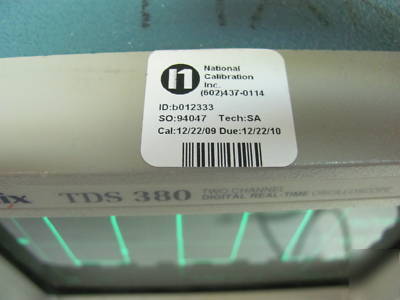 National
Calibration
Inc.
(602)437-0114
ID:b012333
SO:94047 Tech:SA
Cal:12/22/09 Due:12/22/10
ix TDS 380 TWO CHANNEL
DIGITAL REAL-TIME OSCILLOSCOPE